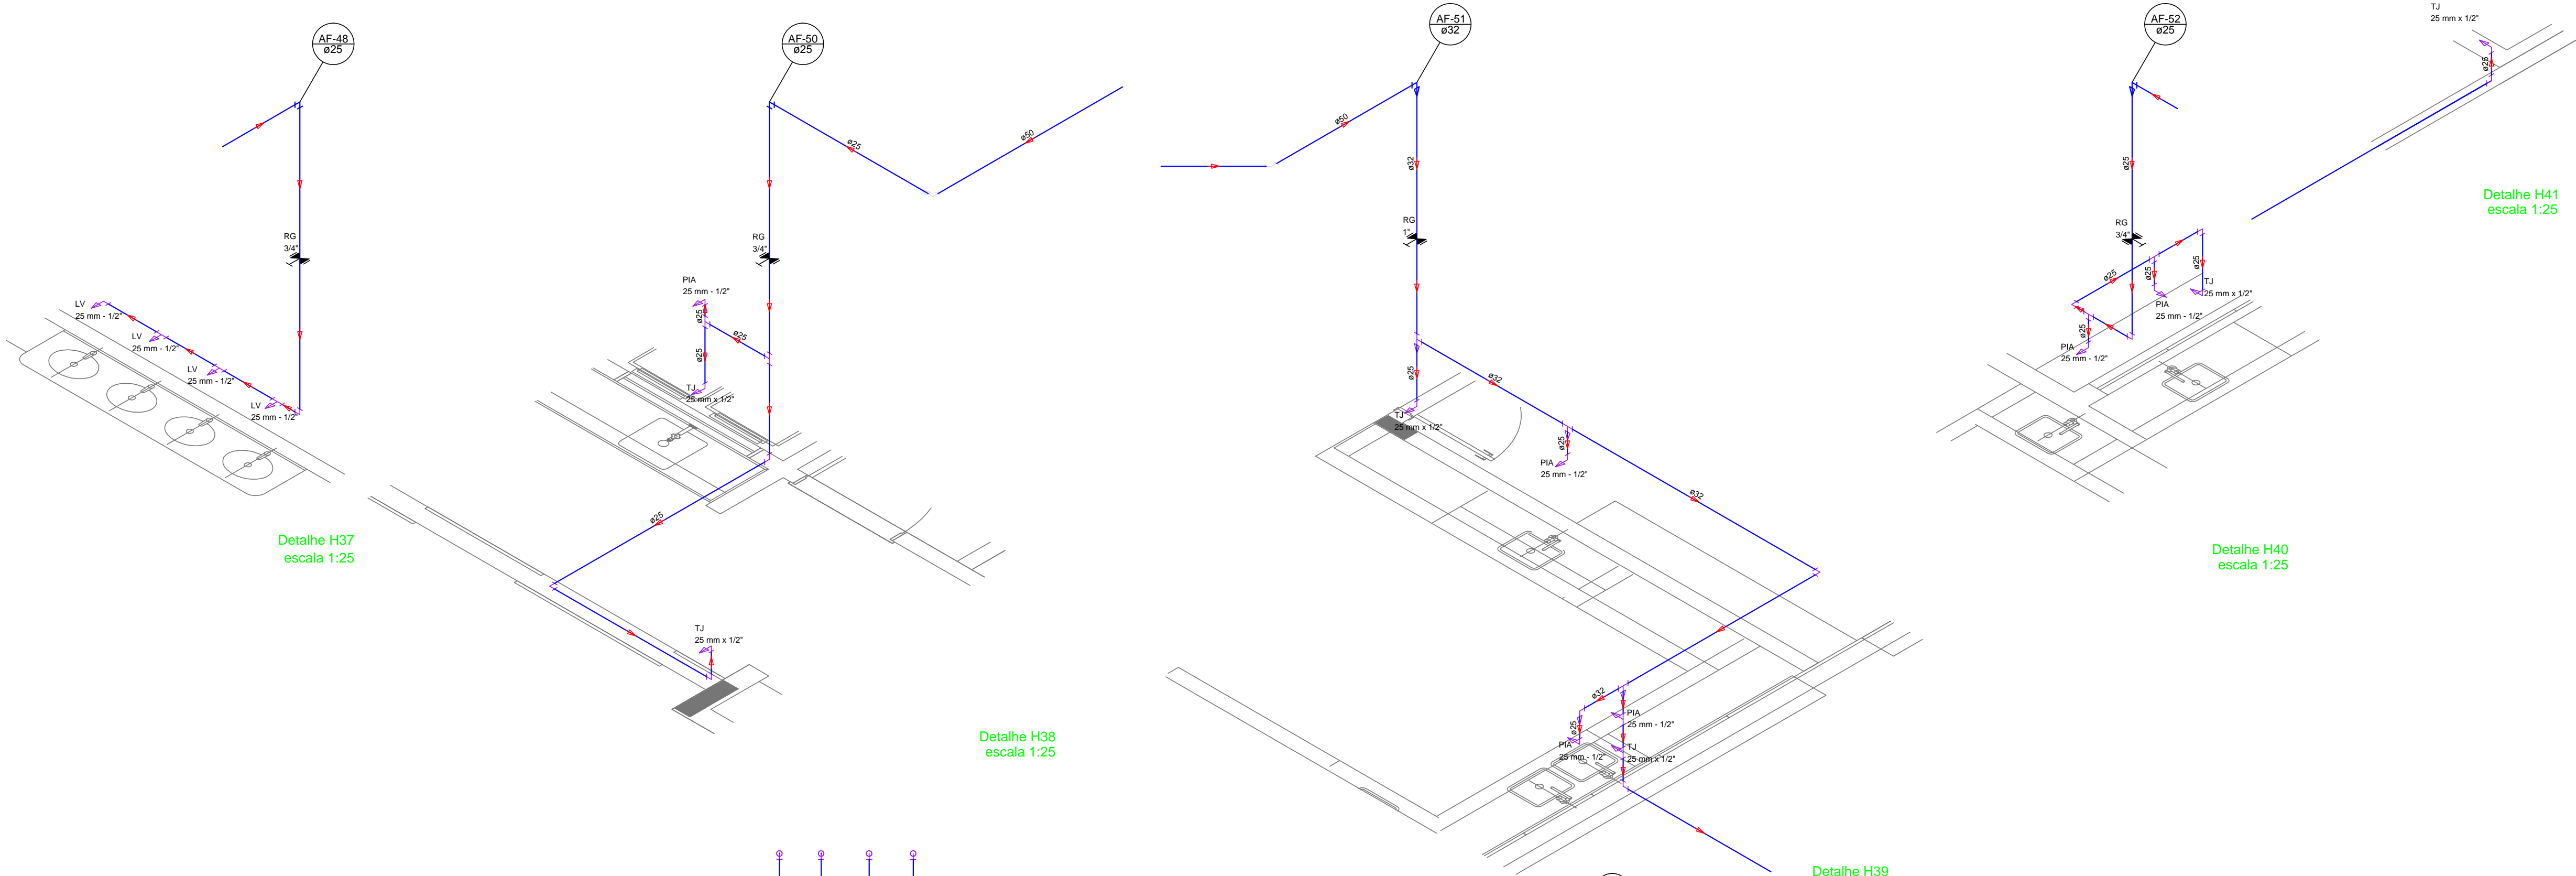 AF-48
ø25
RG
3/4"
LV
25 mm - 1/2"
LV
25 mm - 1/2"
LV
25 mm - 1/2"
LV
25 mm - 1/2"
Detalhe H37
escala 1:25
AF-50
ø25
ø25
ø50
RG
3/4"
PIA
25 mm - 1/2"
ø25
ø25
ø25
TJ
25 mm x 1/2"
ø25
TJ
25 mm x 1/2"
Detalhe H38
escala 1:25
AF-51
ø32
ø50
ø32
RG
1"
ø25
ø32
TJ
25 mm x 1/2"
ø25
PIA
25 mm - 1/2"
ø32
ø32
ø25
PIA
25 mm - 1/2"
PIA
25 mm - 1/2"
TJ
25 mm x 1/2"
Detalhe H39
AF-52
ø25
ø25
RG
3/4"
ø25
ø25
ø25
TJ
25 mm x 1/2"
PIA
25 mm - 1/2"
ø25
PIA
25 mm - 1/2"
Detalhe H40
escala 1:25
TJ
25 mm x 1/2"
ø25
Detalhe H41
escala 1:25